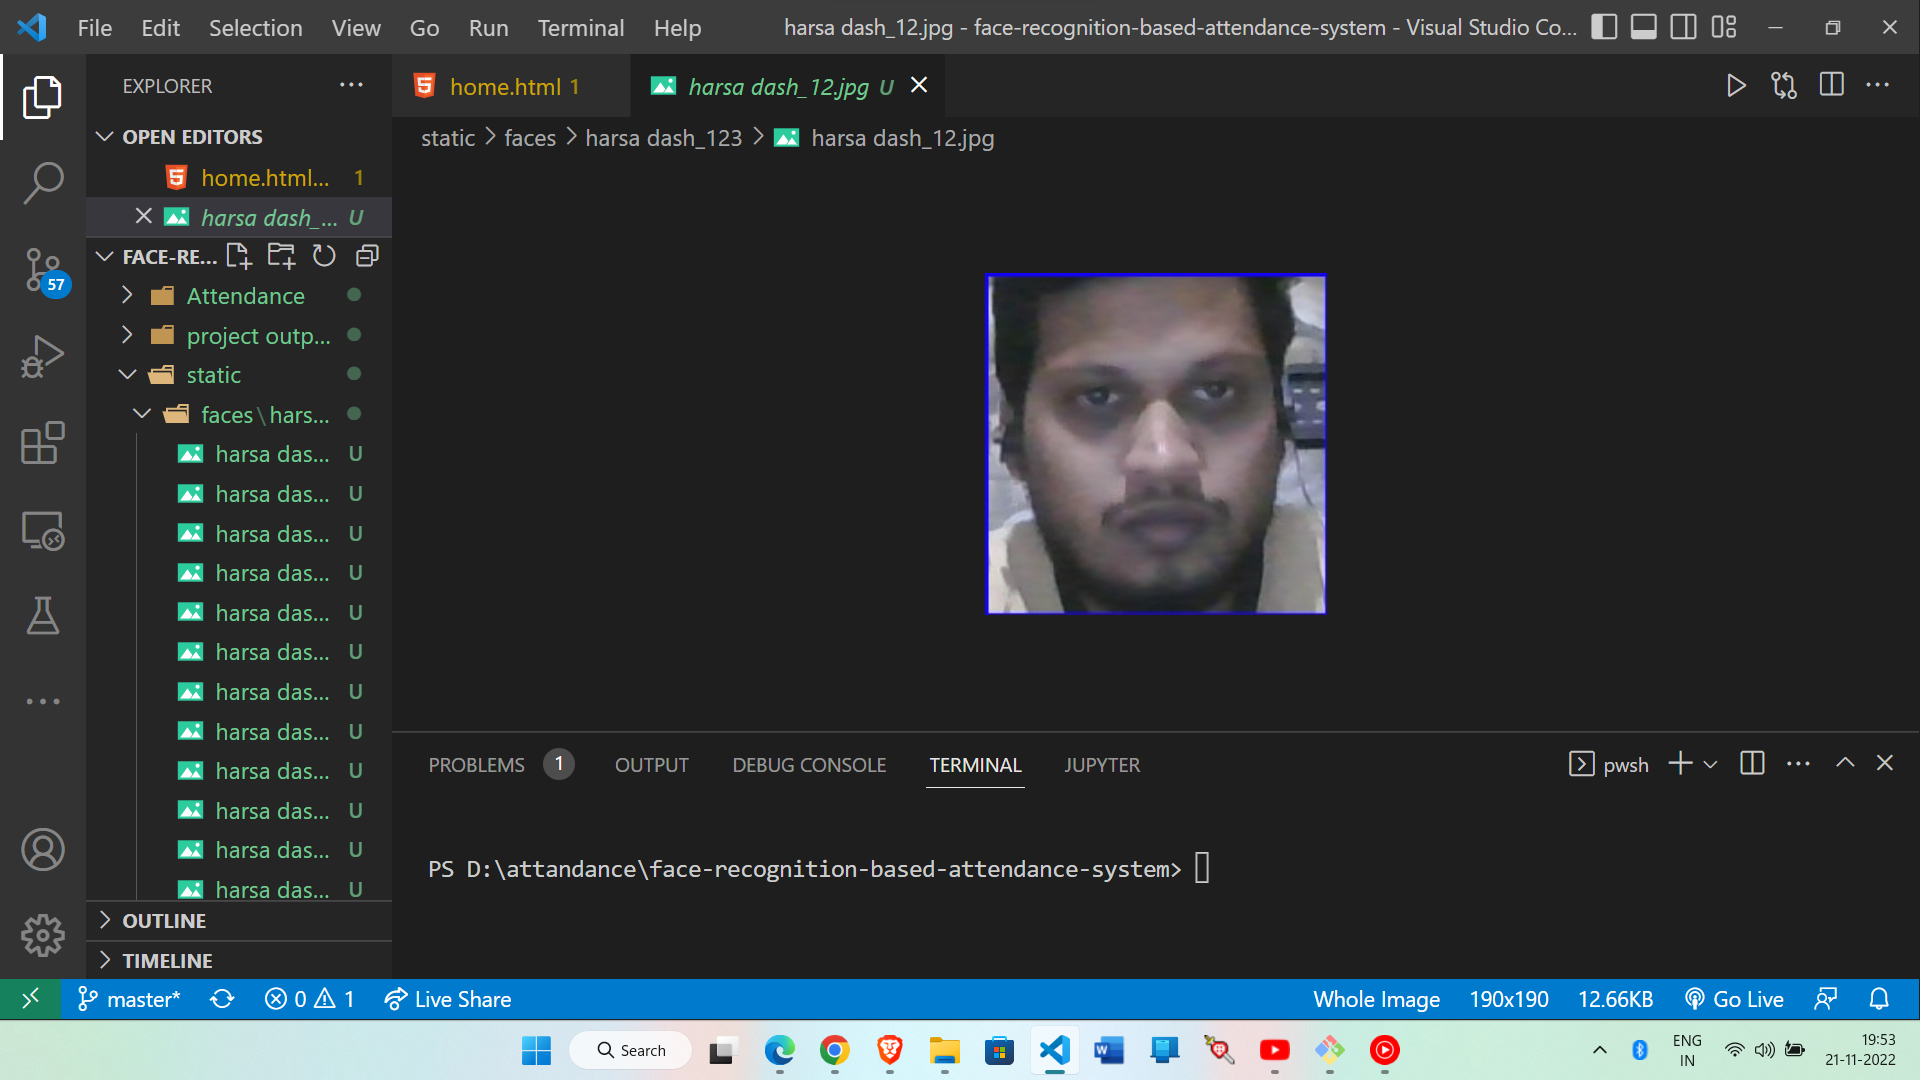 File Edit Selection View Go Run Terminal Help harsa dash_12.jpg - face-recognition-based-attendance-system - Visual Studio Co...
EXPLORER
home.html 1
harsa dash_12.jpg U
static > faces > harsa dash_123 > harsa dash_12.jpg
OPEN EDITORS
home.html... 1
harsa dash_... U
FACE-RE...
57
Attendance
project outp...
static
faces\hars...
harsa das... U
harsa das... U
harsa das... U
harsa das... U
harsa das... U
harsa das... U
harsa das... U
harsa das... U
harsa das... U
harsa das... U
harsa das... U
harsa das... U
OUTLINE
TIMELINE
PROBLEMS 1 OUTPUT DEBUG CONSOLE TERMINAL JUPYTER pwsh
PS D:\attandance\face-recognition-based-attendance-system>
master* 0 1 Live Share Whole Image 190x190 12.66KB Go Live
Search
ENG
IN
19:53
21-11-2022